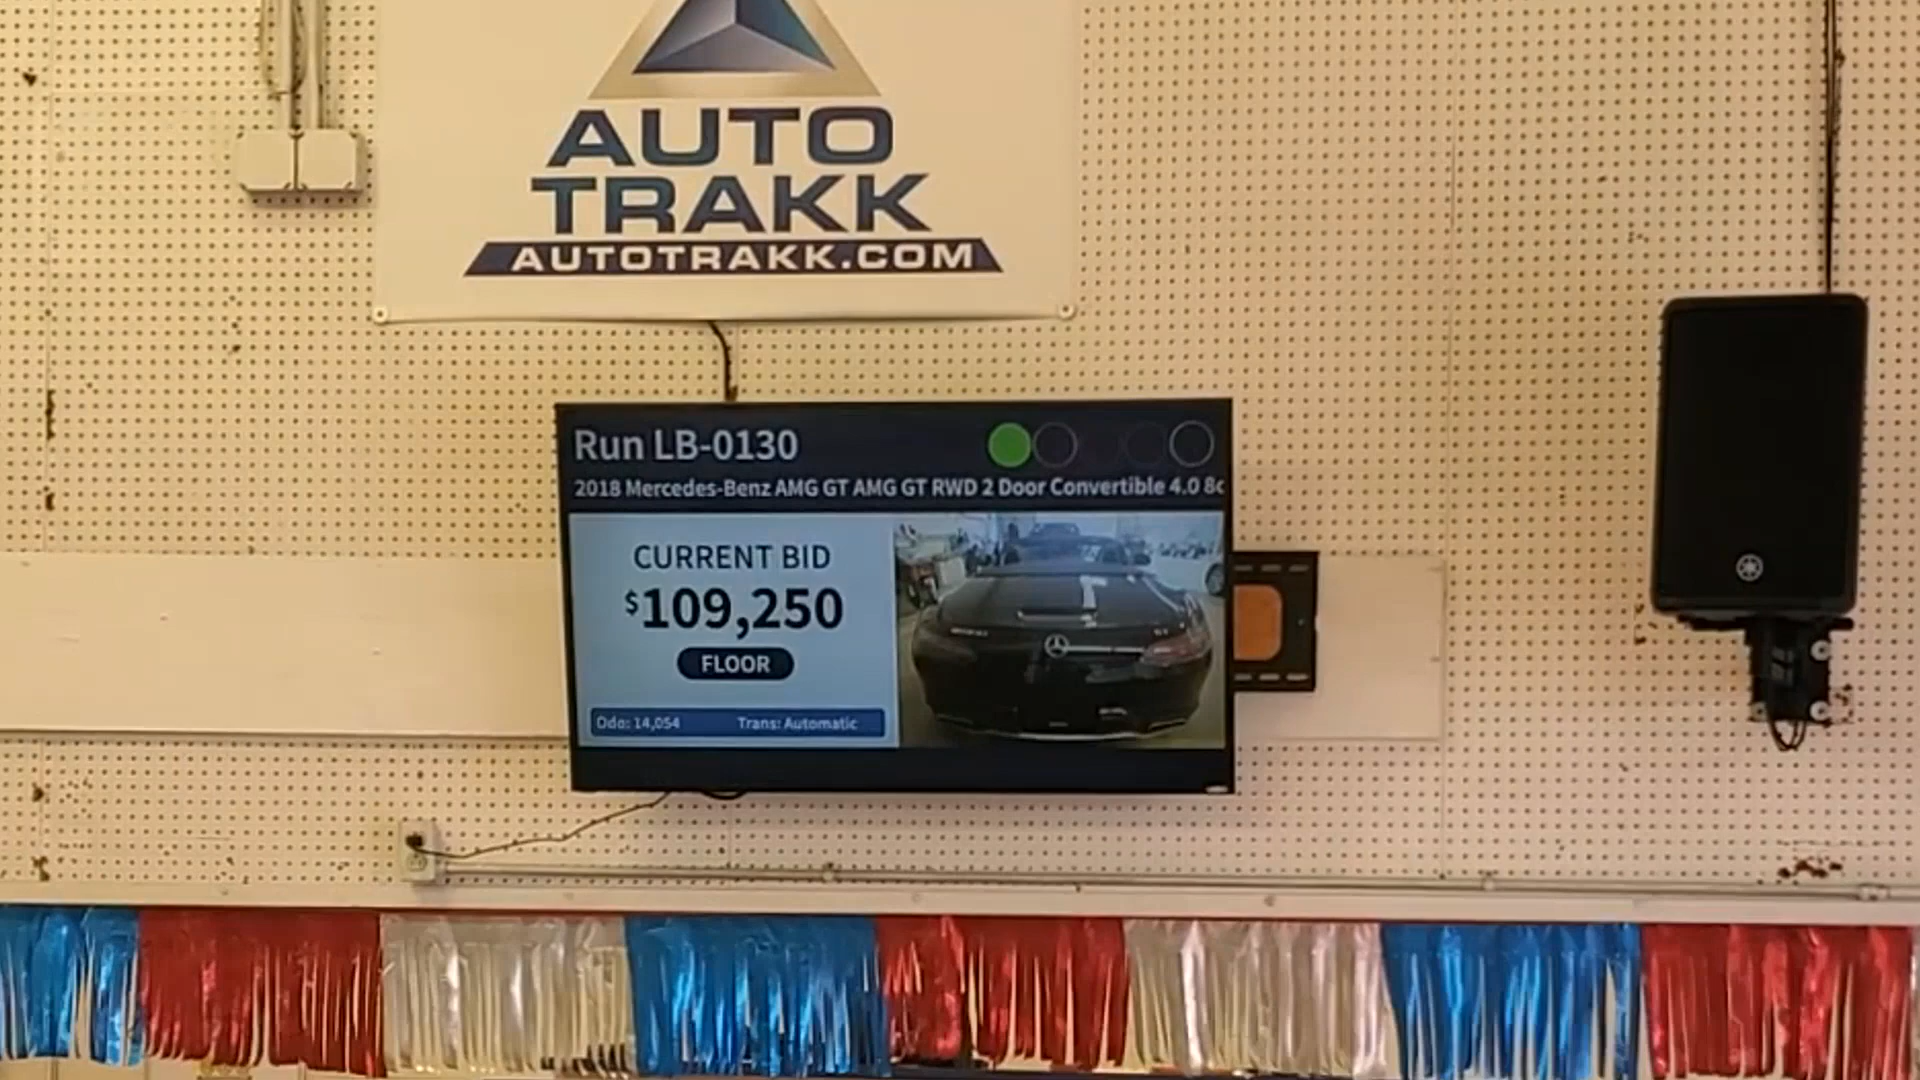 AUTO
TRAKK
AUTOTRAKK.COM
Run LB-0130
2018 Mercedes-Benz AMG GT AMG GT RWD 2 Door Convertible 4.0 8c
CURRENT BID
$109,250
FLOOR
Odo: 14,054 Trans: Automatic